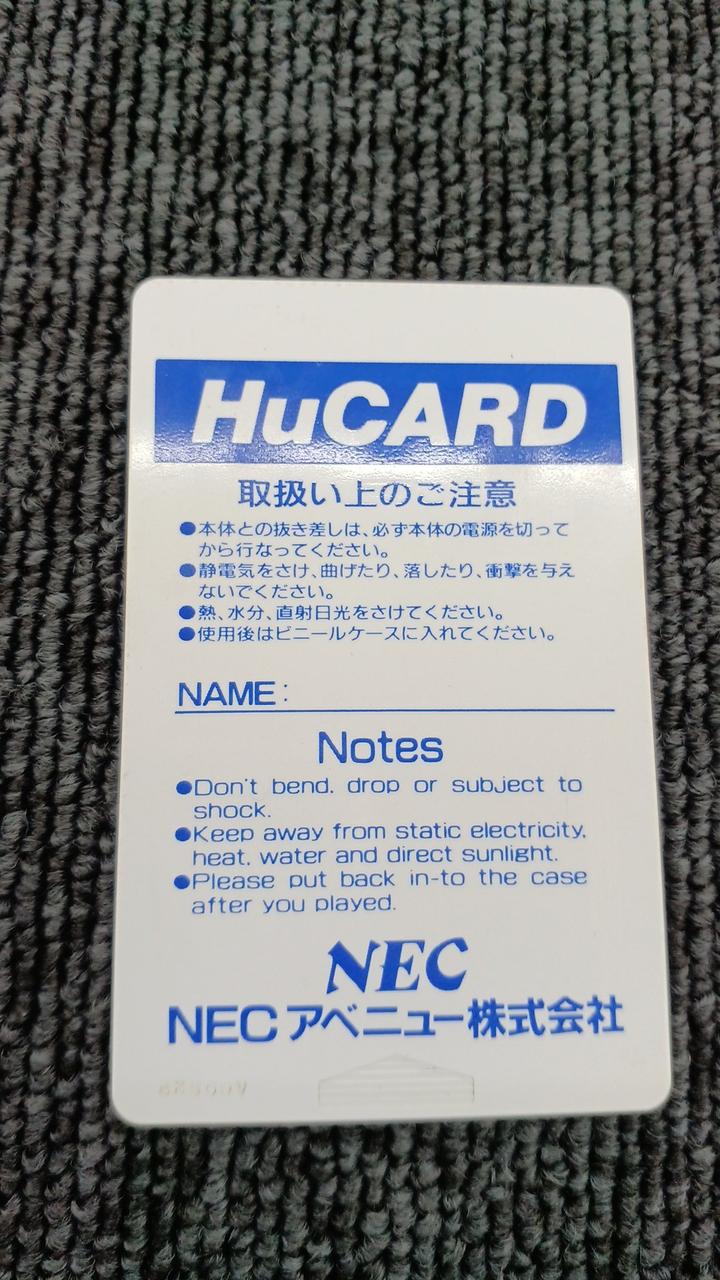 HuCARD
取扱い上のご注意
●本体との抜き差しは、必ず本体の電源を切って
から行なってください。
●静電気をさけ、曲げたり、落したり、衝撃を与え
ないでください。
●熱、水分、直射日光をさけてください。
●使用後はビニールケースに入れてください。
NAME:
Notes
●Don't bend. drop or subject to
shock.
●Keep away from static electricity,
heat. water and direct sunlight.
●Please put back in-to the case
after you played.
NEC
NECアベニュー株式会社